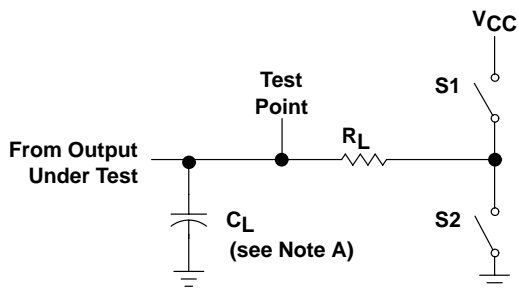 VCC
S1
Test
Point
RL
From Output
Under Test
S2
CL
(see Note A)